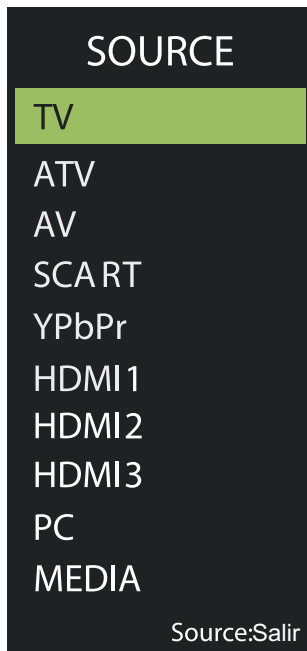 SOURCE
TV
ATV
AV
SCART
YPbPr
HDMI1
HDMI2
HDMI3
PC
MEDIA
Source:Salir